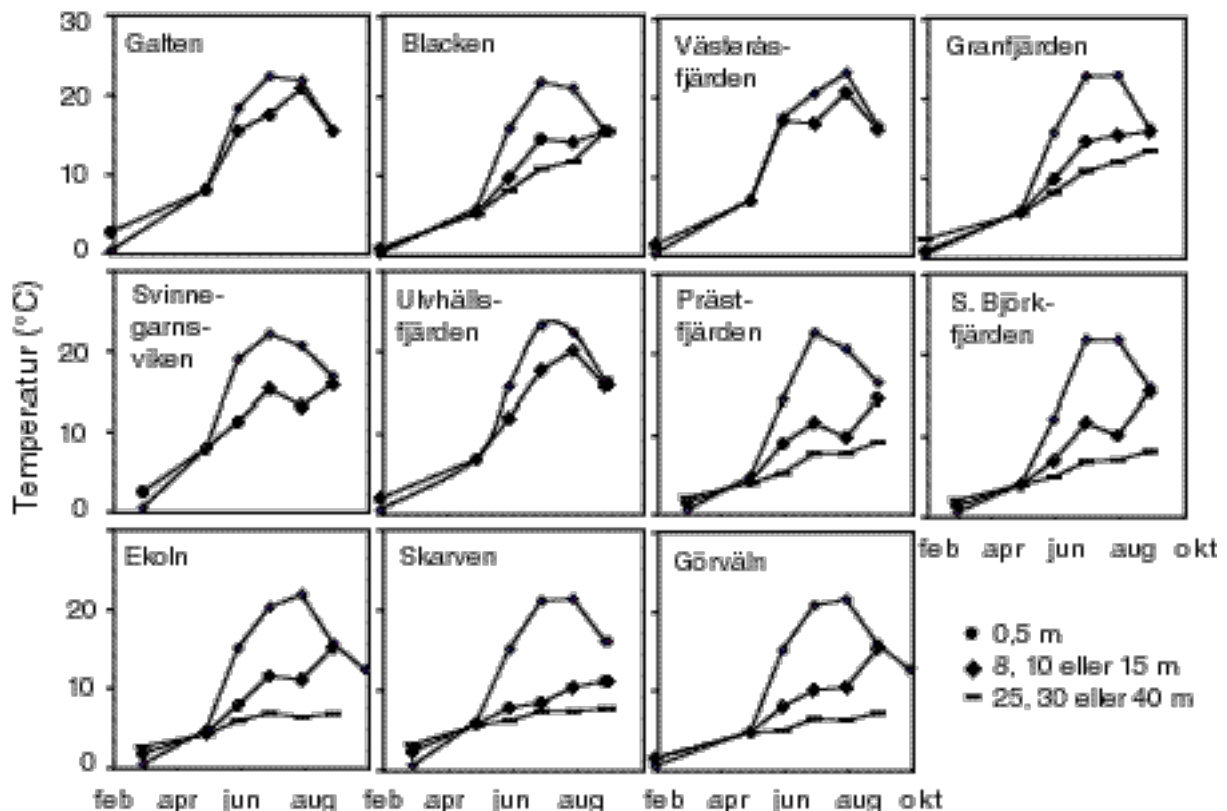 30
20
10
0
Temperatur (°C)
Galten
Blacken
Västerås-
fjärden
Granfjärden
20
10
0
Svinne-
garns-
viken
Ulvhälls-
fjärden
Präst-
fjärden
S. Björk-
fjärden
feb apr jun aug okt
20
10
0
Ekoln
Skarven
Görväln
0,5 m
8, 10 eller 15 m
25, 30 eller 40 m
feb apr jun aug feb apr jun aug feb apr jun aug okt